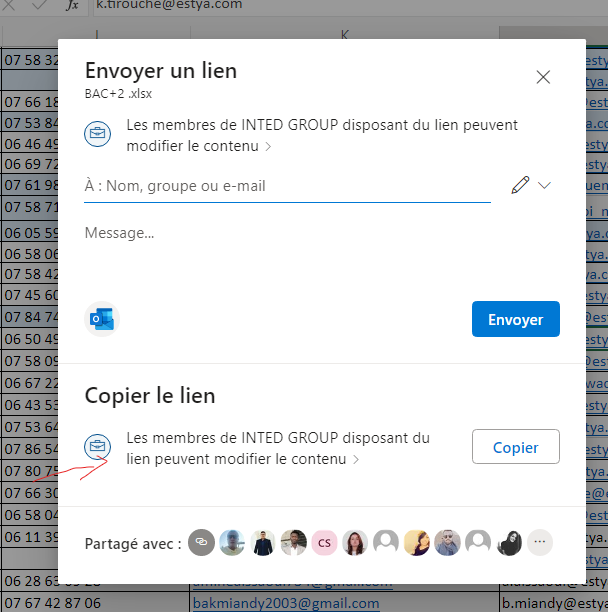 fx k.tirouche@estya.com
J K
07 58 32
07 66 18
07 53 84
06 46 49
06 69 72
07 61 98
07 58 71
06 05 59
06 58 06
07 58 42
07 45 60
07 84 74
06 50 49
07 58 09
06 67 22
06 43 53
07 53 64
07 86 54
07 80 75
07 66 30
06 58 04
06 11 39
Envoyer un lien
BAC+2 .xlsx
Les membres de INTED GROUP disposant du lien peuvent
modifier le contenu >
À : Nom, groupe ou e-mail
Message...
Envoyer
Copier le lien
Les membres de INTED GROUP disposant du
lien peuvent modifier le contenu >
Copier
Partagé avec : CS ...
06 28 63 09 28
07 67 42 87 06 bakmiandy2003@gmail.com b.miandy@estya